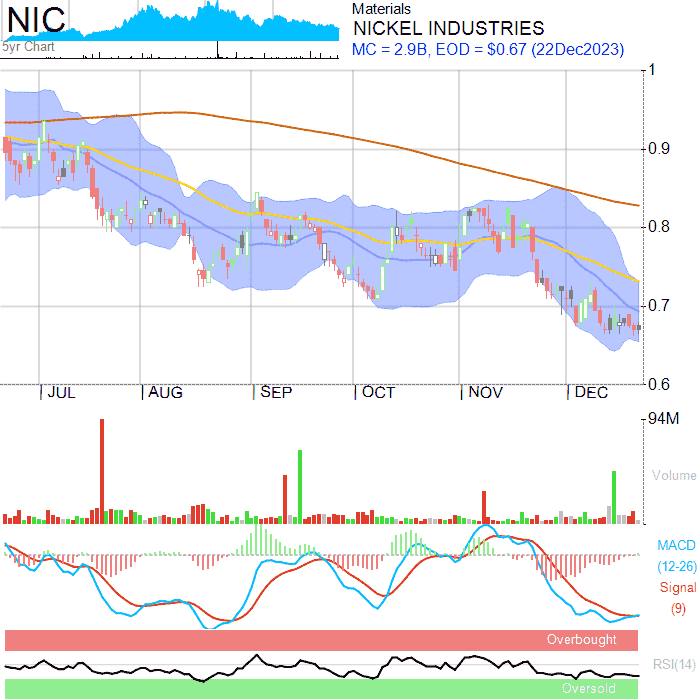 NIC
5yr Chart
Materials
NICKEL INDUSTRIES
MC = 2.9B, EOD = $0.67 (22Dec2023)
1
0.9
0.8
0.7
0.6
JUL AUG SEP OCT NOV DEC
94M
Volume
MACD
(12-26)
Signal
(9)
Overbought
RSI(14)
Oversold